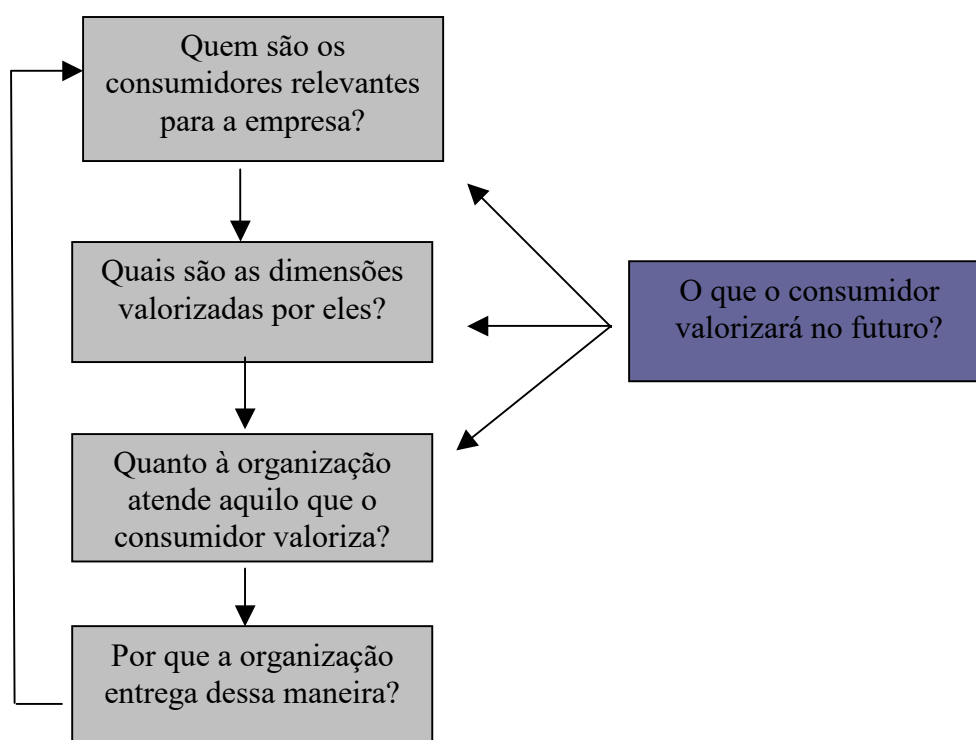 Quem são os
consumidores relevantes
para a empresa?
Quais são as dimensões
valorizadas por eles?
O que o consumidor
valorizará no futuro?
Quanto à organização
atende aquilo que o
consumidor valoriza?
Por que a organização
entrega dessa maneira?